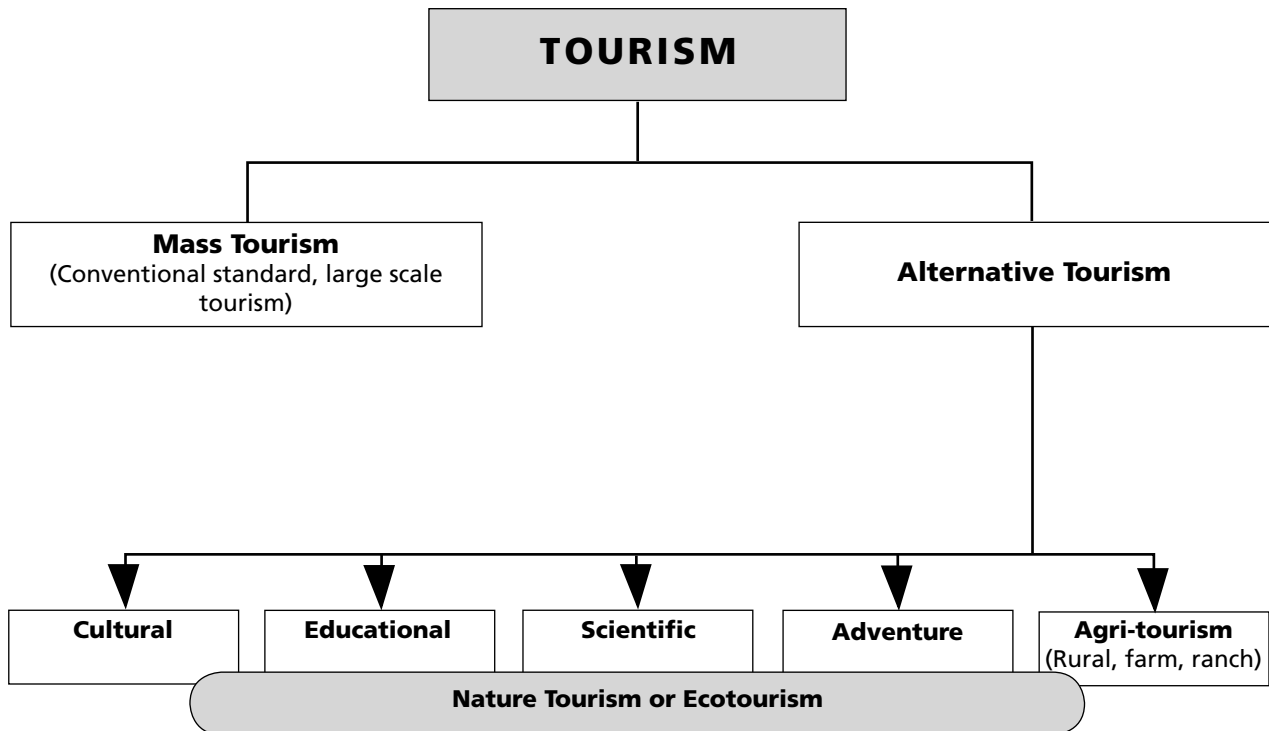 TOURISM
Mass Tourism
(Conventional standard, large scale
tourism)
Alternative Tourism
Cultural
Educational
Scientific
Adventure
Agri-tourism
(Rural, farm, ranch)
Nature Tourism or Ecotourism